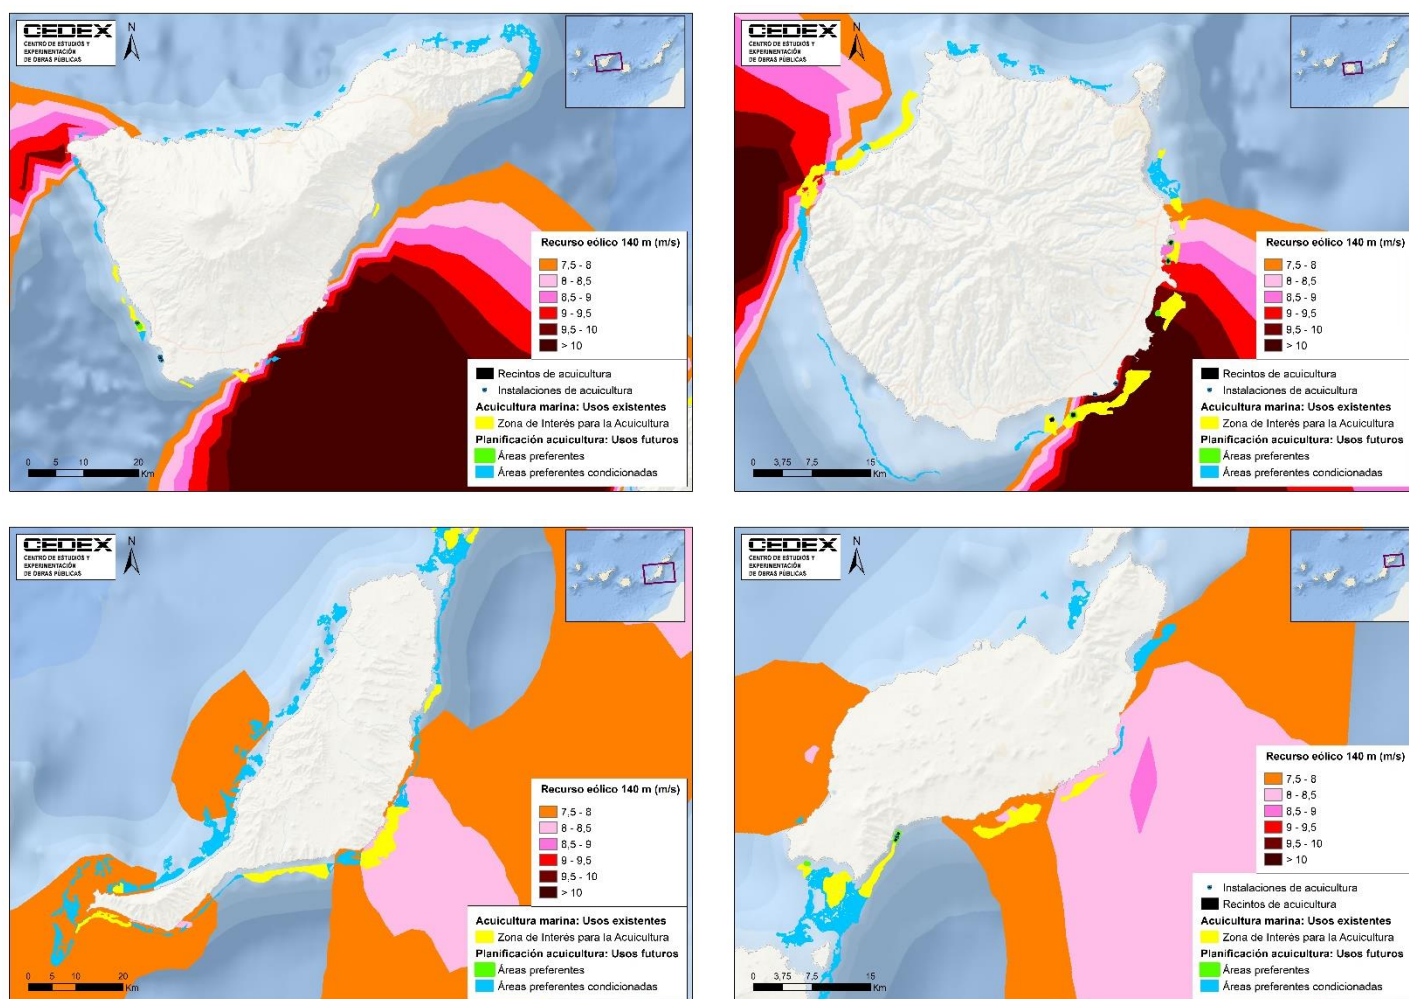 CEDEX
CENTRO DE ESTUDIOS Y
EXPERIMENTACIÓN
DE OBRAS PÚBLICAS
N
Recurso eólico 140 m (m/s)
7,5 - 8
8 - 8,5
8,5 - 9
9 - 9,5
9,5 - 10
> 10
Recintos de acuicultura
Instalaciones de acuicultura
Acuicultura marina: Usos existentes
Zona de Interés para la Acuicultura
Planificación acuicultura: Usos futuros
Áreas preferentes
Áreas preferentes condicionadas
0 5 10 20
Km
CEDEX
CENTRO DE ESTUDIOS Y
EXPERIMENTACIÓN
DE OBRAS PÚBLICAS
N
Recurso eólico 140 m (m/s)
7,5 - 8
8 - 8,5
8,5 - 9
9 - 9,5
9,5 - 10
> 10
Recintos de acuicultura
Instalaciones de acuicultura
Acuicultura marina: Usos existentes
Zona de Interés para la Acuicultura
Planificación acuicultura: Usos futuros
Áreas preferentes
Áreas preferentes condicionadas
0 3,75 7,5 15
Km
CEDEX
CENTRO DE ESTUDIOS Y
EXPERIMENTACIÓN
DE OBRAS PÚBLICAS
N
Recurso eólico 140 m (m/s)
7,5 - 8
8 - 8,5
8,5 - 9
9 - 9,5
9,5 - 10
> 10
Acuicultura marina: Usos existentes
Zona de Interés para la Acuicultura
Planificación acuicultura: Usos futuros
Áreas preferentes
Áreas preferentes condicionadas
0 5 10 20
Km
CEDEX
CENTRO DE ESTUDIOS Y
EXPERIMENTACIÓN
DE OBRAS PÚBLICAS
N
Recurso eólico 140 m (m/s)
7,5 - 8
8 - 8,5
8,5 - 9
9 - 9,5
9,5 - 10
> 10
Instalaciones de acuicultura
Recintos de acuicultura
Acuicultura marina: Usos existentes
Zona de Interés para la Acuicultura
Planificación acuicultura: Usos futuros
Áreas preferentes
Áreas preferentes condicionadas
0 3,75 7,5 15
Km